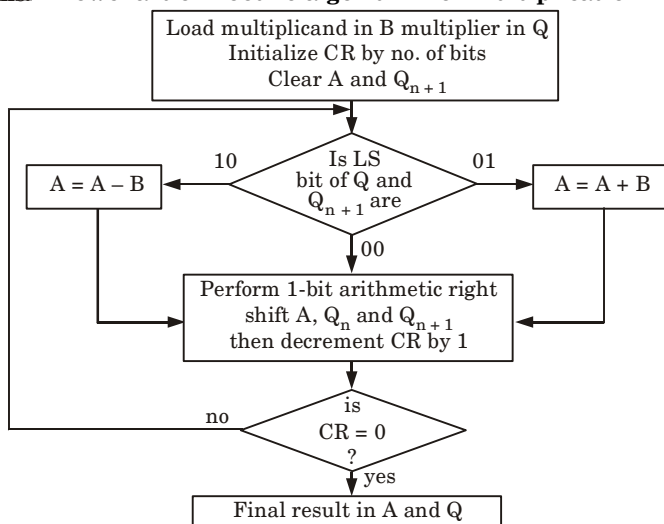 Load multiplicand in B multiplier in Q
Initialize CR by no. of bits
Clear A and Qn + 1
10
Is LS
bit of Q and
Qn + 1 are
01
A = A – B
A = A + B
00
Perform 1-bit arithmetic right
shift A, Qn and Qn + 1
then decrement CR by 1
no
is
CR = 0
?
yes
Final result in A and Q